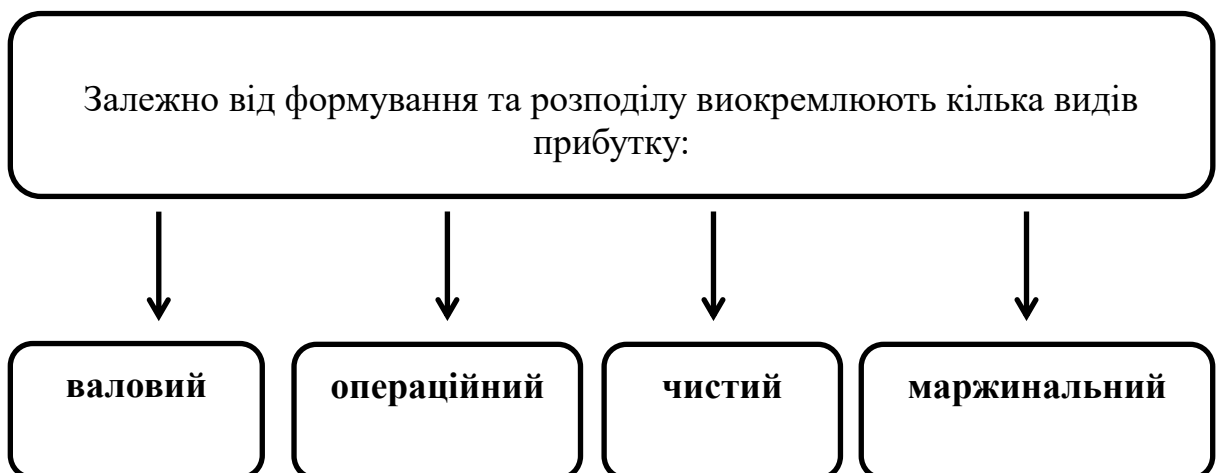 Залежно від формування та розподілу виокремлюють кілька видів
прибутку:
валовий
операційний
чистий
маржинальний